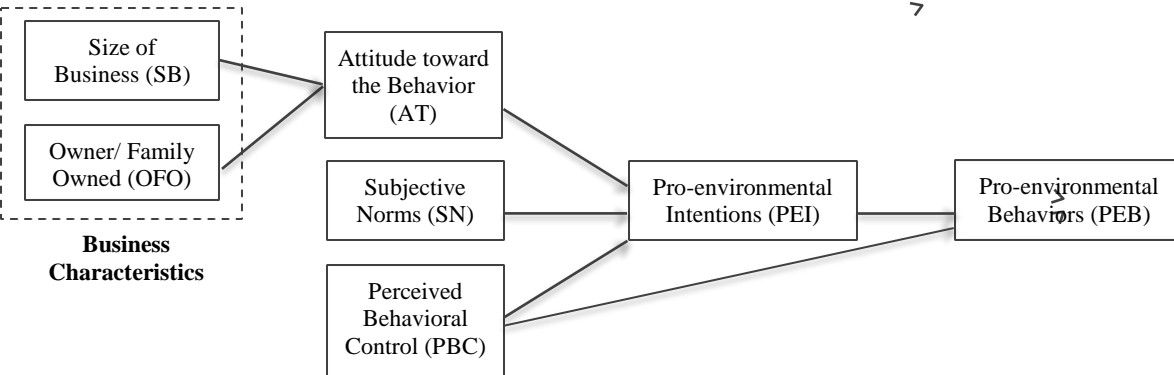 Size of
Business (SB)
Owner/ Family
Owned (OFO)
Business
Characteristics
Attitude toward
the Behavior
(AT)
Subjective
Norms (SN)
Perceived
Behavioral
Control (PBC)
Pro-environmental
Intentions (PEI)
Pro-environmental
Behaviors (PEB)